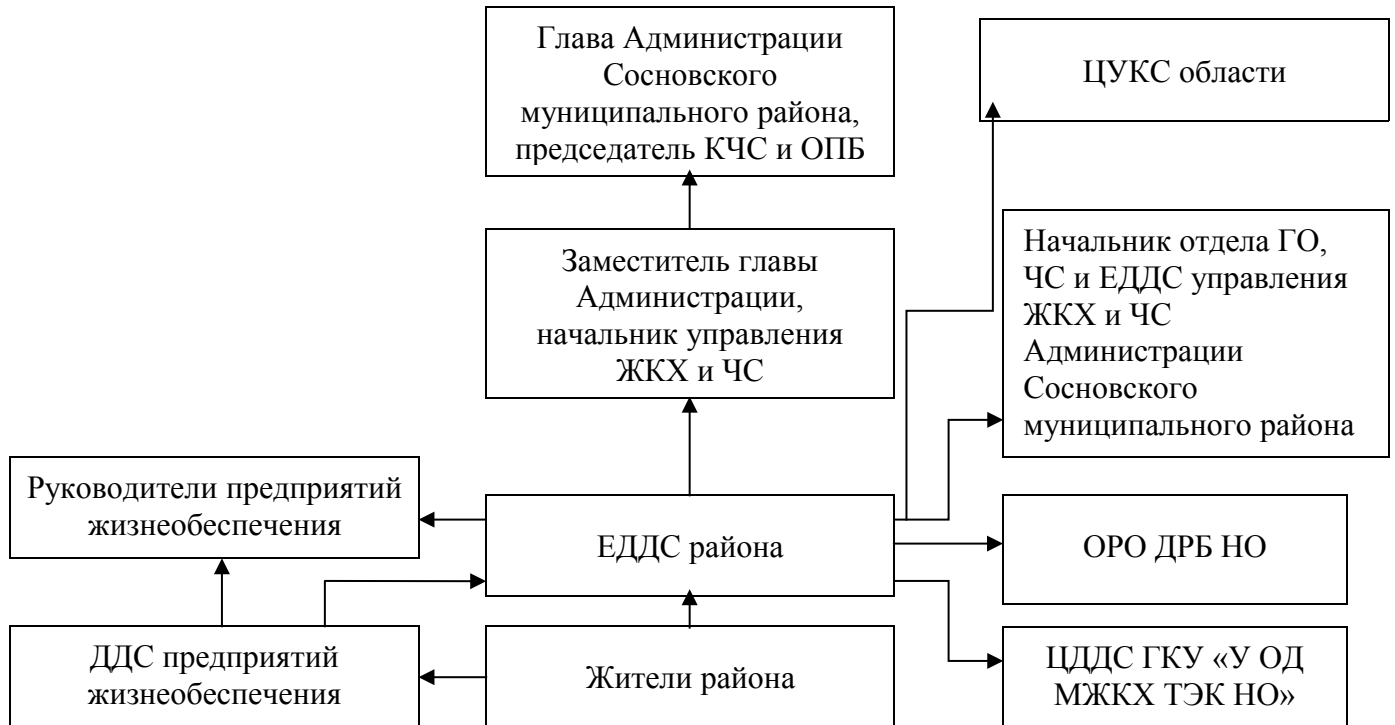 Глава Администрации
Сосновского
муниципального района,
председатель КЧС и ОПБ
ЦУКС области
Заместитель главы
Администрации,
начальник управления
ЖКХ и ЧС
Начальник отдела ГО,
ЧС и ЕДДС управления
ЖКХ и ЧС
Администрации
Сосновского
муниципального района
Руководители предприятий
жизнеобеспечения
ЕДДС района
ОРО ДРБ НО
ДДС предприятий
жизнеобеспечения
Жители района
ЦДДС ГКУ «У ОД
МЖКХ ТЭК НО»